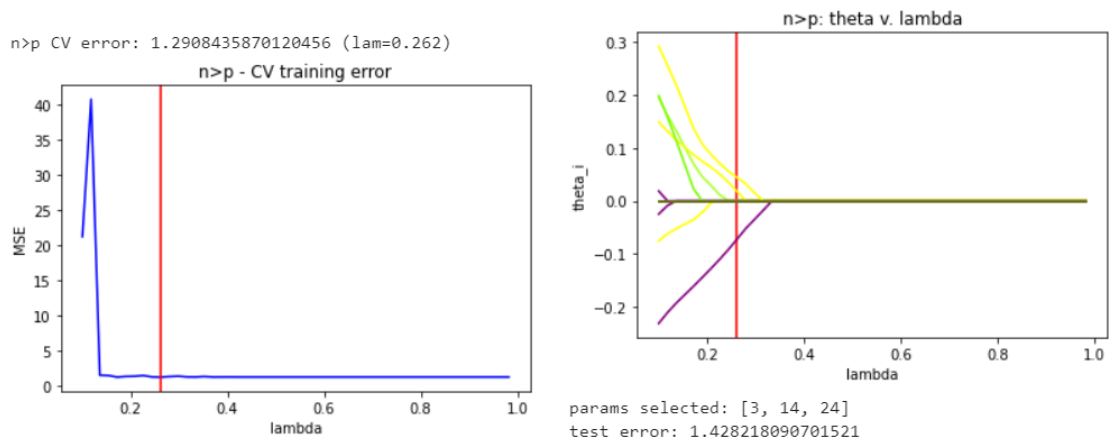 n>p CV error: 1.2908435870120456 (lam=0.262)
n>p - CV training error
MSE
40
35
30
25
20
15
10
5
0
0.2
0.4
0.6
0.8
1.0
lambda
n>p: theta v. lambda
theta_i
0.3
0.2
0.1
0.0
−0.1
−0.2
0.2
0.4
0.6
0.8
1.0
lambda
params selected: [3, 14, 24]
test error: 1.428218090701521